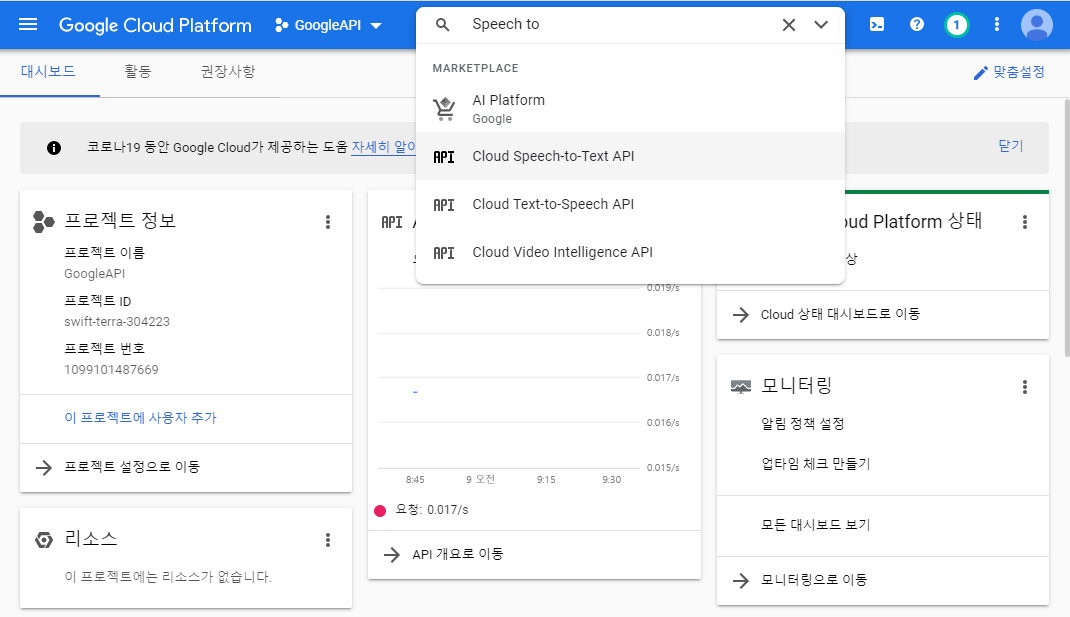 Google Cloud Platform
GoogleAPI
Speech to
1
대시보드
활동
권장사항
맞춤설정
MARKETPLACE
AI Platform
Google
API Cloud Speech-to-Text API
API Cloud Text-to-Speech API
API Cloud Video Intelligence API
코로나19 동안 Google Cloud가 제공하는 도움 자세히
닫기
프로젝트 정보
프로젝트 이름
GoogleAPI
프로젝트 ID
swift-terra-304223
프로젝트 번호
1099101487669
이 프로젝트에 사용자 추가
프로젝트 설정으로 이동
리소스
이 프로젝트에는 리소스가 없습니다.
API
0.019/s
0.018/s
0.017/s
0.016/s
0.015/s
8:45 9 오전 9:15 9:30
요청: 0.017/s
API 개요로 이동
Platform 상태
Cloud 상태 대시보드로 이동
모니터링
알림 정책 설정
업타임 체크 만들기
모든 대시보드 보기
모니터링으로 이동